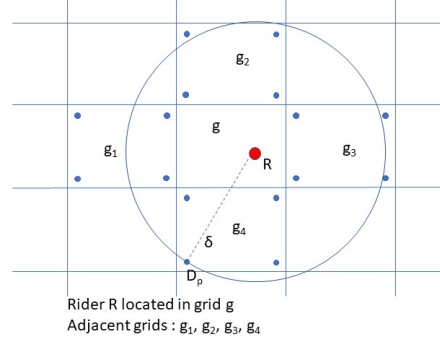 g₂
g
g₁
R
g₃
g₄
δ
Dₚ
Rider R located in grid g
Adjacent grids : g₁, g₂, g₃, g₄